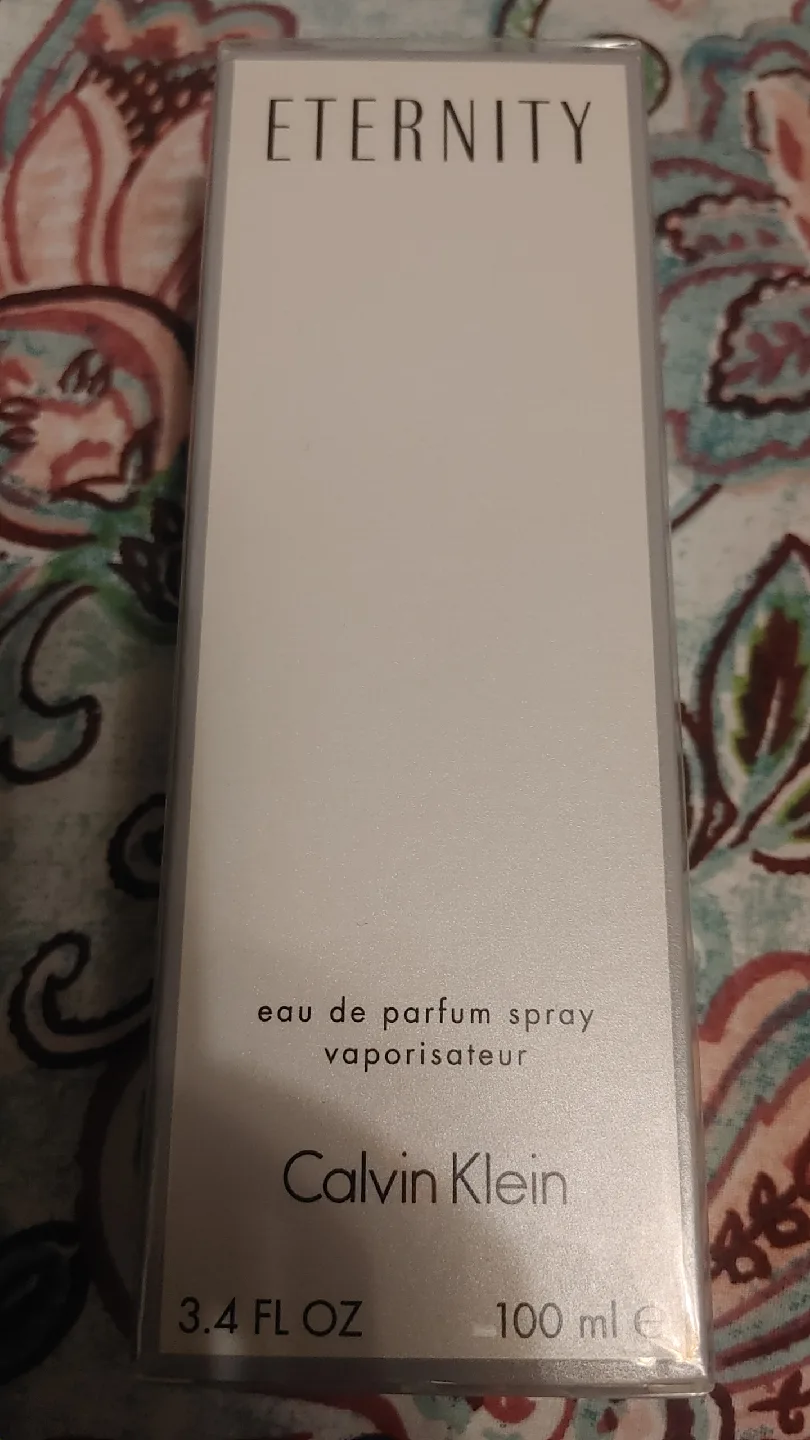 ETERNITY
eau de parfum spray
vaporisateur
Calvin Klein
3.4 FL OZ 100 ml ℮